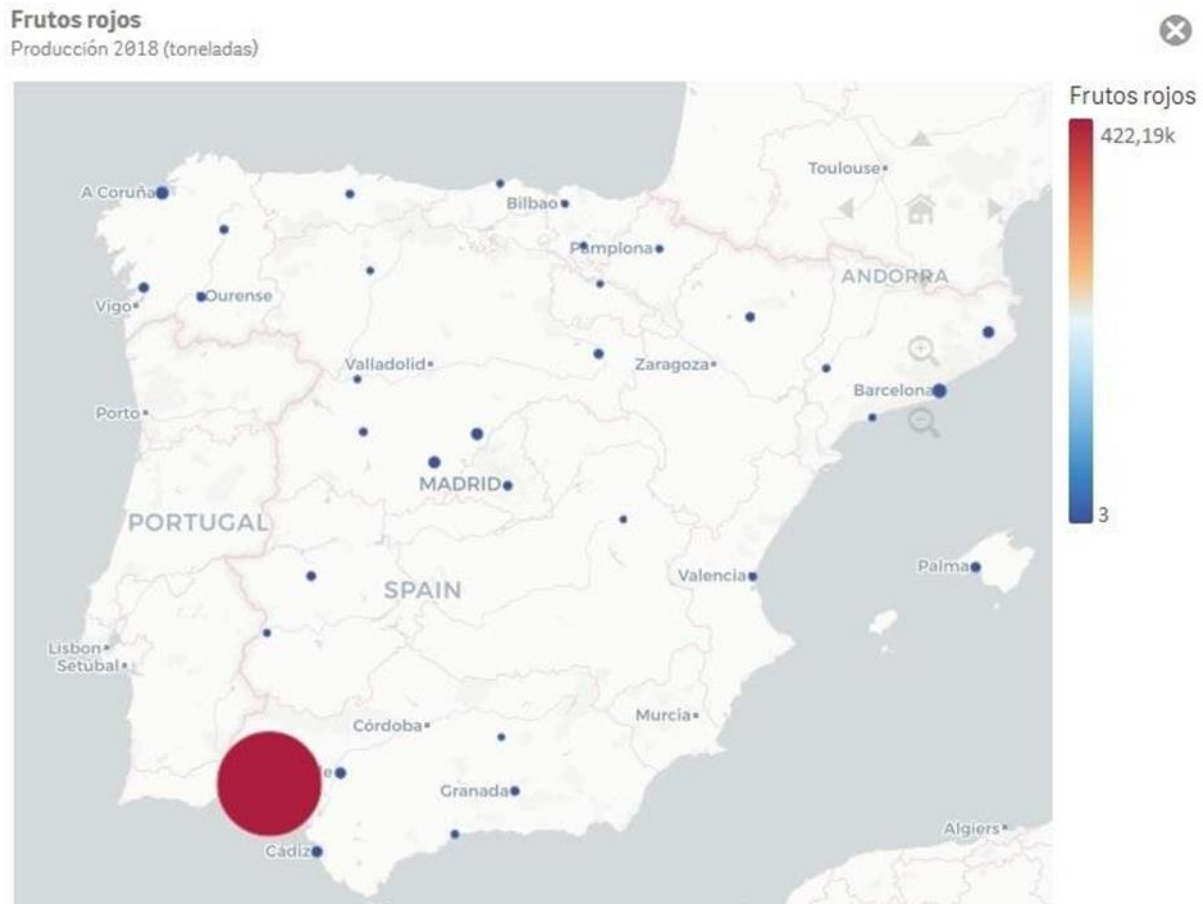 Frutos rojos
Producción 2018 (toneladas)
Frutos rojos
422,19k
3
Toulouse
A Coruña
Bilbao
Pamplona
ANDORRA
Ourense
Vigo
Valladolid
Zaragoza
Barcelona
Porto
MADRID
PORTUGAL
Palma
Valencia
SPAIN
Lisbon
Setúbal
Murcia
Córdoba
Granada
Algiers
Cádiz